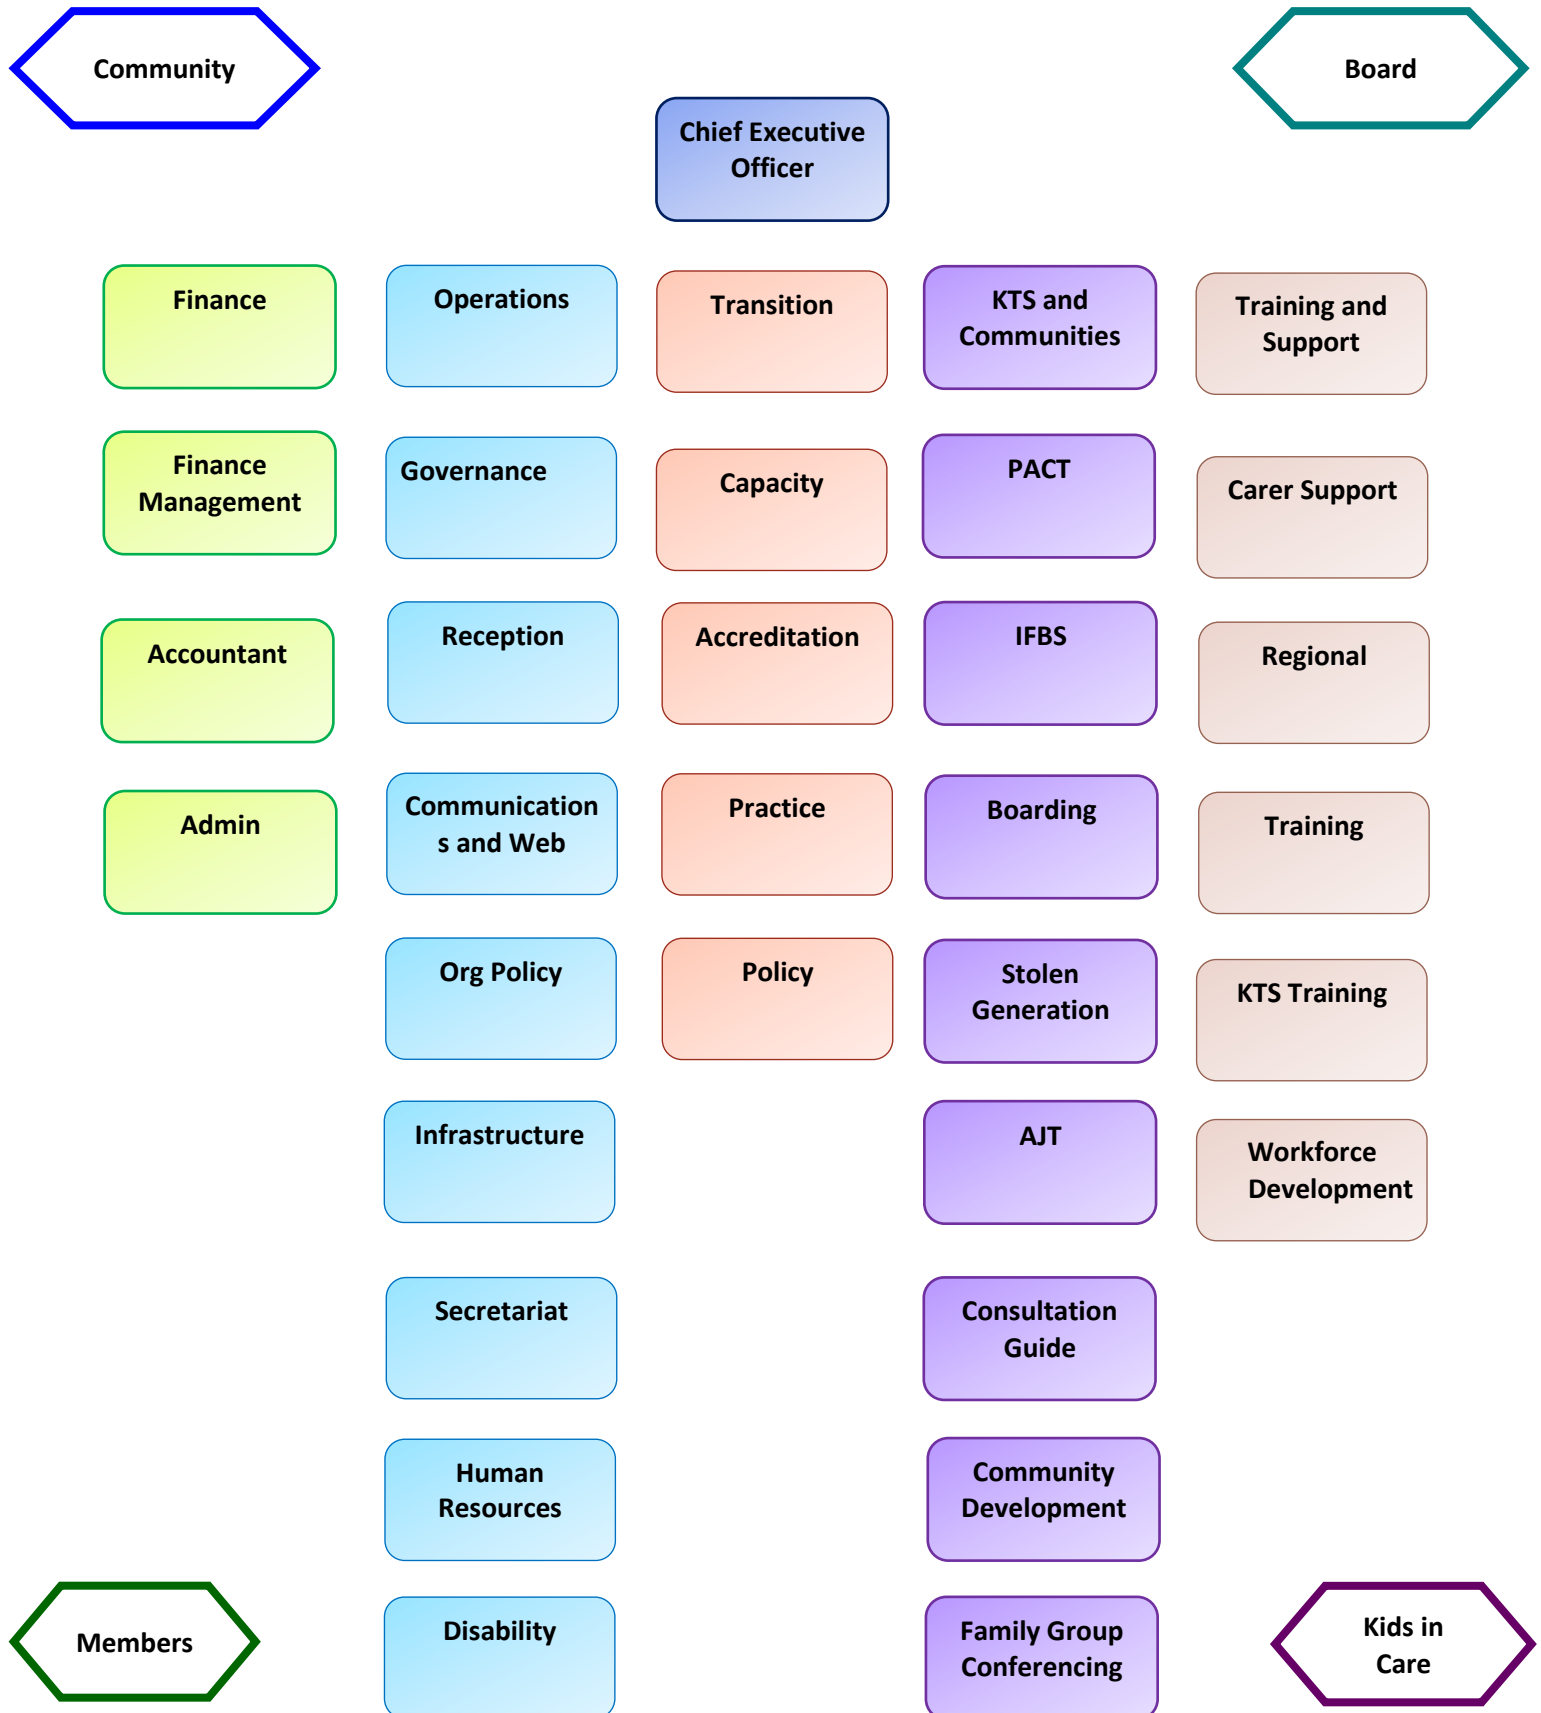 Community
Board
Chief Executive
Officer
Finance
Operations
Transition
KTS and
Communities
Training and
Support
Finance
Management
Governance
Capacity
PACT
Carer Support
Accountant
Reception
Accreditation
IFBS
Regional
Admin
Communication
s and Web
Practice
Boarding
Training
Org Policy
Policy
Stolen
Generation
KTS Training
Infrastructure
AJT
Workforce
Development
Secretariat
Consultation
Guide
Human
Resources
Community
Development
Members
Disability
Family Group
Conferencing
Kids in
Care